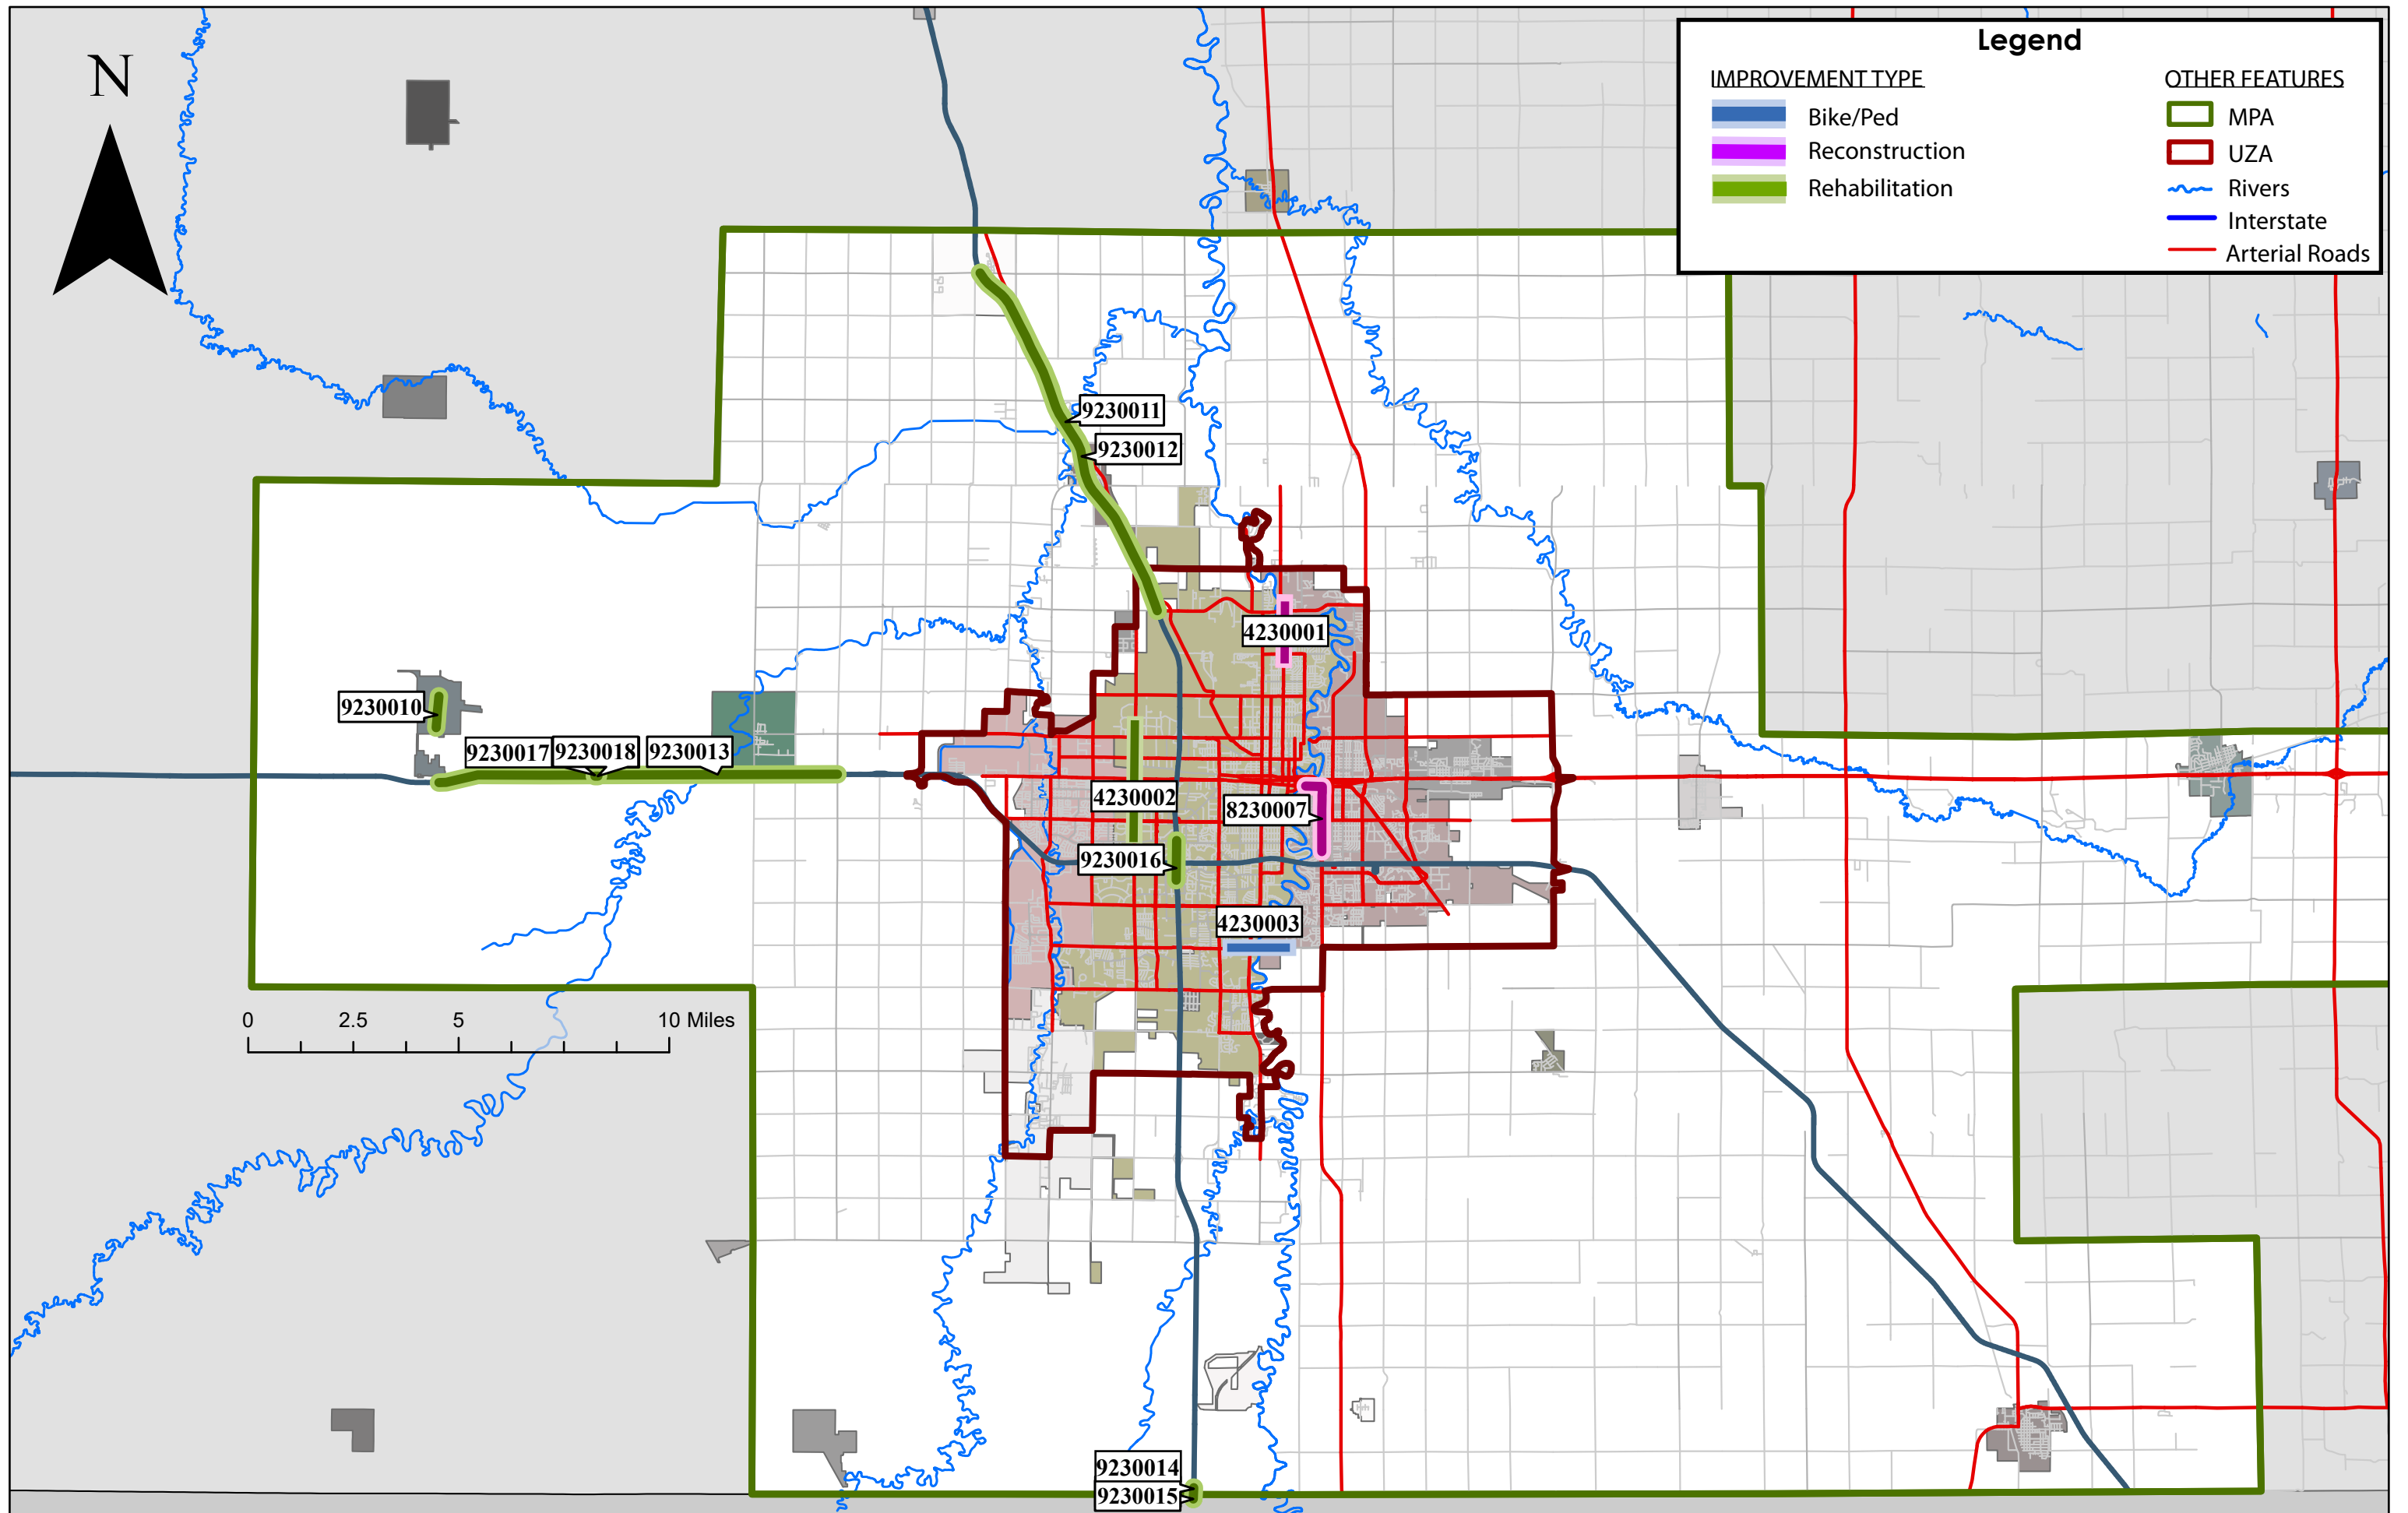 Legend
IMPROVEMENT TYPE
Bike/Ped
Reconstruction
Rehabilitation
OTHER FEATURES
MPA
UZA
Rivers
Interstate
Arterial Roads
N
9230011
9230012
4230001
9230010
9230017
9230018
9230013
4230002
8230007
9230016
4230003
0 2.5 5 10 Miles
9230014
9230015